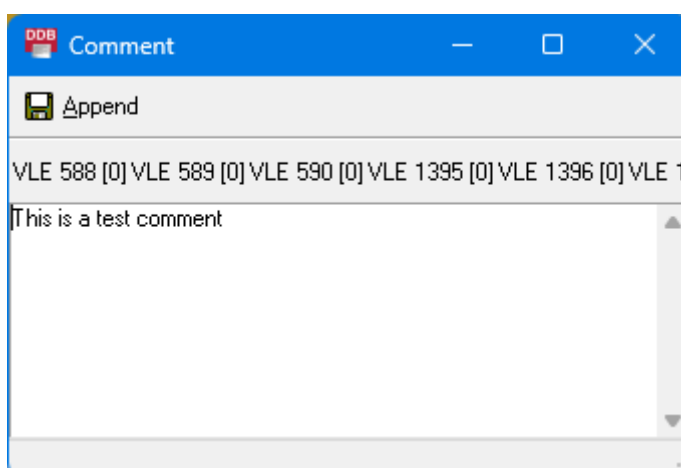 DDB Comment
Append
VLE 588 [0] VLE 589 [0] VLE 590 [0] VLE 1395 [0] VLE 1396 [0] VLE 1
This is a test comment